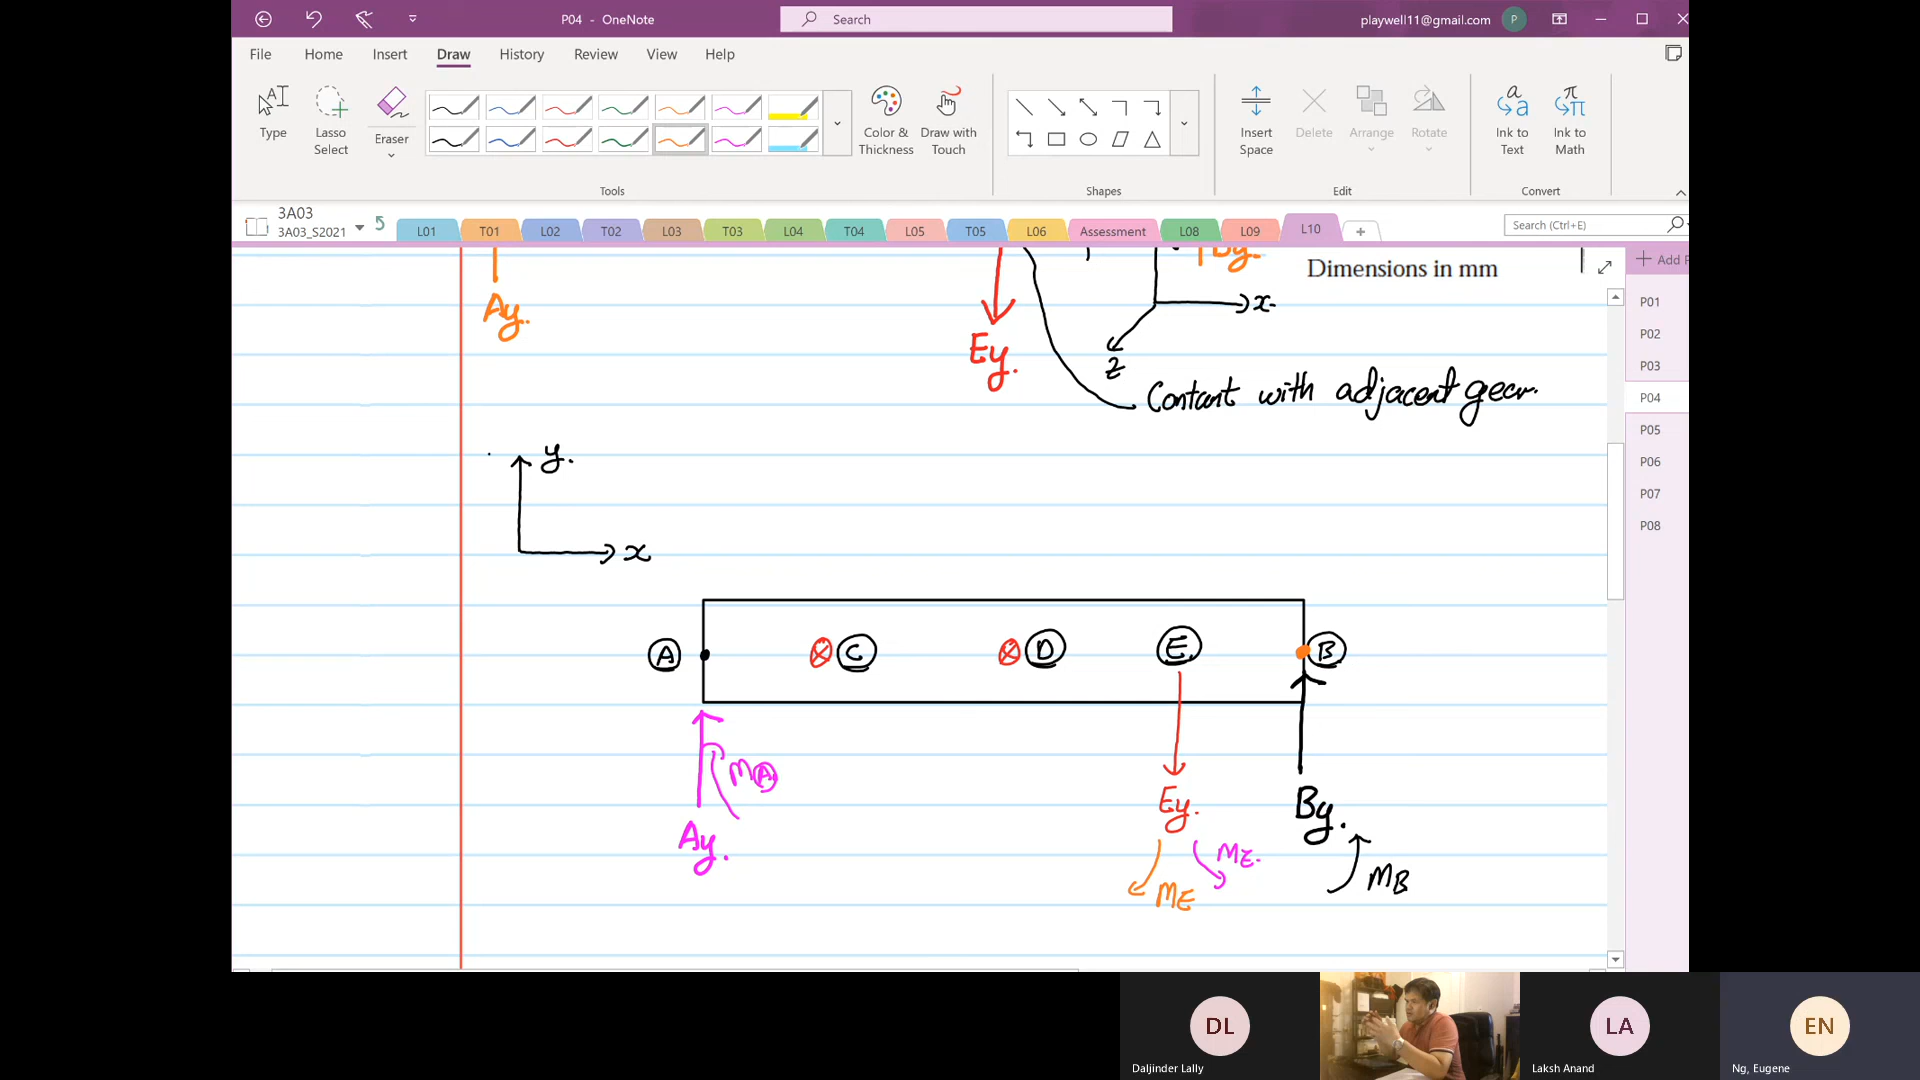 P04 - OneNote
Search
playwell11@gmail.com
P
File Home Insert Draw History Review View Help
Type
Lasso Select
Eraser
Color & Thickness
Draw with Touch
Insert Space
Delete
Arrange
Rotate
Ink to Text
Ink to Math
Tools
Shapes
Edit
Convert
3A03
3A03_S2021
L01 T01 L02 T02 L03 T03 L04 T04 L05 T05 L06 Assessment L08 L09 L10
Search (Ctrl+E)
Add P
P01
P02
P03
P04
P05
P06
P07
P08
By.
Dimensions in mm
Ay.
x
Ey.
z
Contant with adjacent gear.
y.
x
A C D E B
MA
Ey.
By.
Ay.
ME.
ME
MB
DL
LA
EN
Daljinder Lally
Laksh Anand
Ng, Eugene